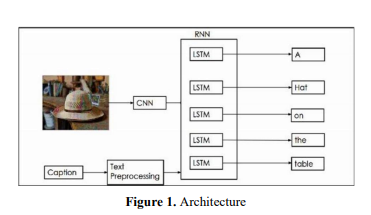 RNN
LSTM
A
LSTM
Hat
CNN
LSTM
on
LSTM
the
Caption
Text
Preprocessing
LSTM
table
Figure 1. Architecture